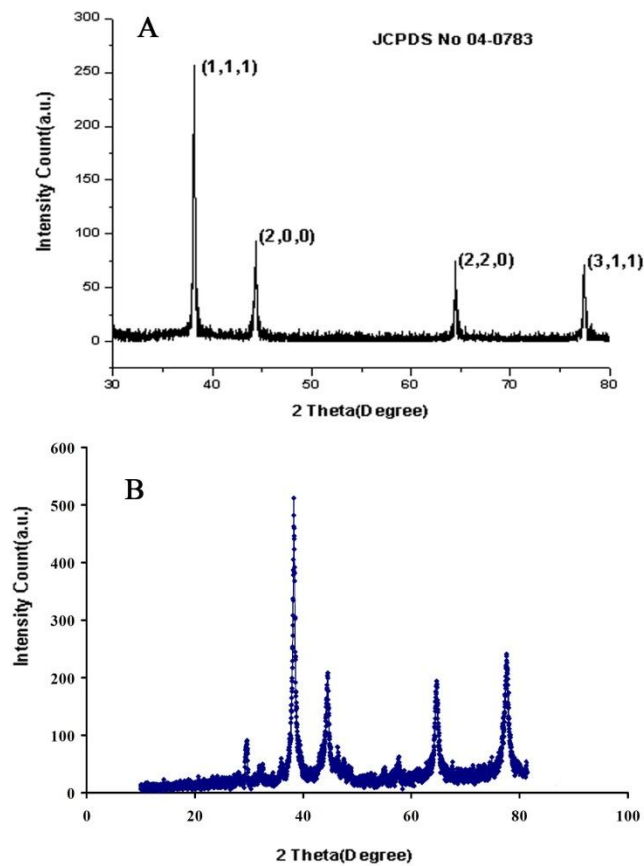 A
JCPDS No 04-0783
(1,1,1)
(2,0,0)
(2,2,0)
(3,1,1)
Intensity Count(a.u.)
300
250
200
150
100
50
0
30 40 50 60 70 80
2 Theta(Degree)
B
Intensity Count(a.u.)
600
500
400
300
200
100
0
0 20 40 60 80 100
2 Theta(Degree)